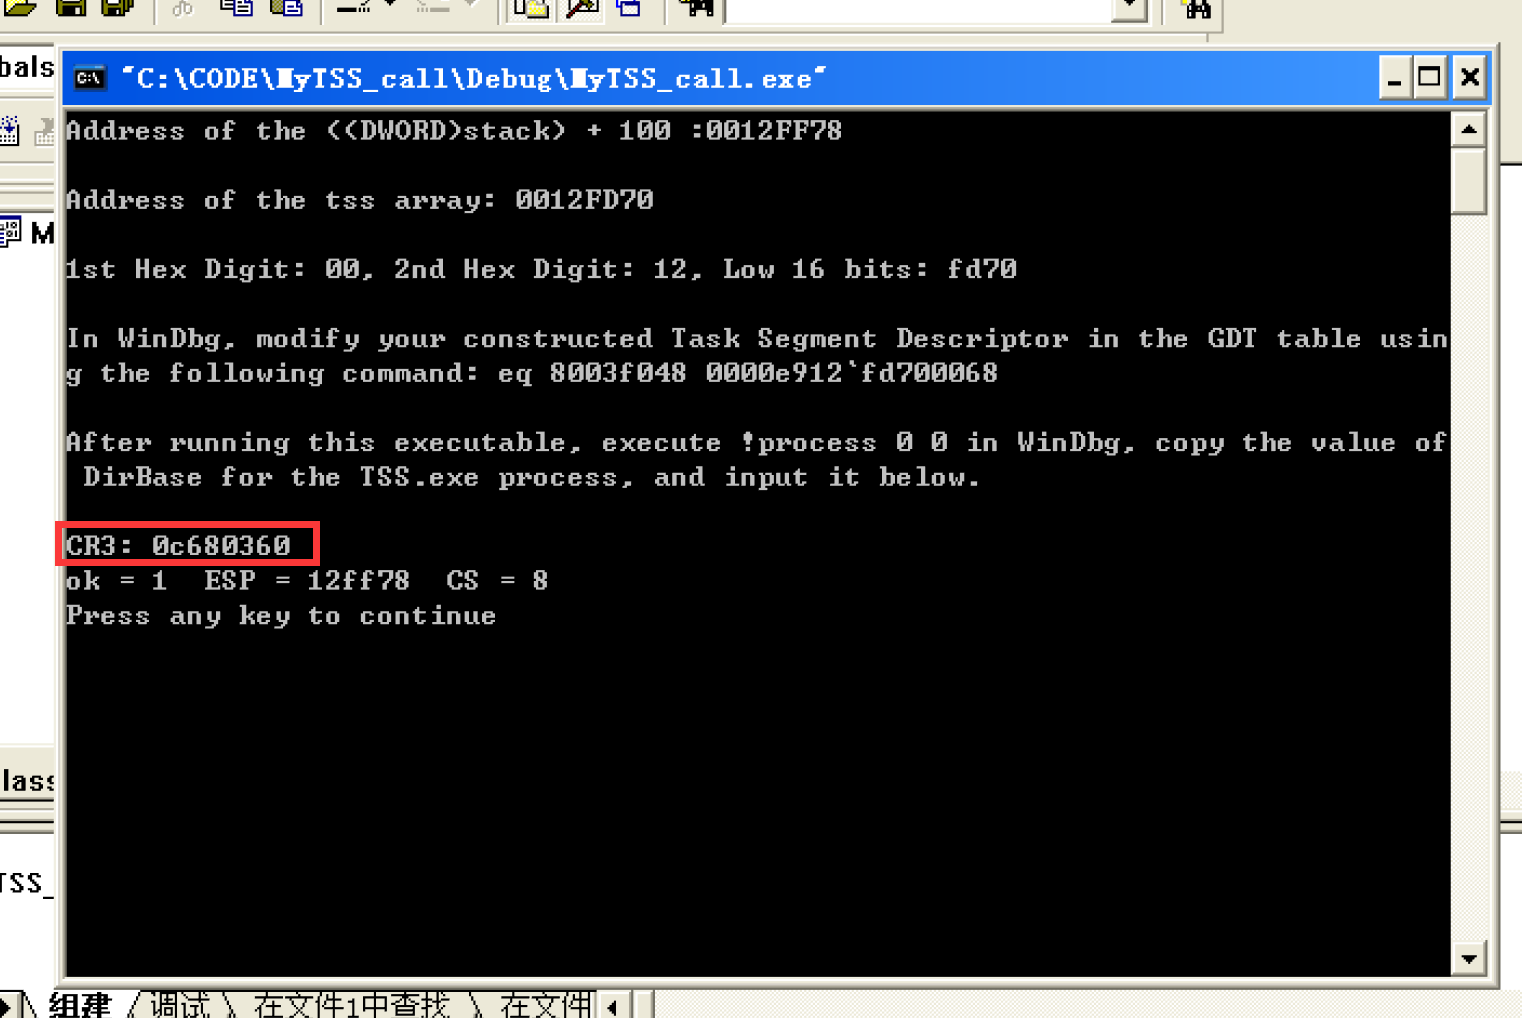 bals
"C:\CODE\MyTSS_call\Debug\MyTSS_call.exe"
Address of the ((DWORD)stack) + 100 :0012FF78
Address of the tss array: 0012FD70
M
1st Hex Digit: 00, 2nd Hex Digit: 12, Low 16 bits: fd70
In WinDbg, modify your constructed Task Segment Descriptor in the GDT table usin
g the following command: eq 8003f048 0000e912`fd700068
After running this executable, execute !process 0 0 in WinDbg, copy the value of
DirBase for the TSS.exe process, and input it below.
CR3: 0c680360
ok = 1 ESP = 12ff78 CS = 8
Press any key to continue
lass
TSS_
组建 调试 在文件1中查找 在文件